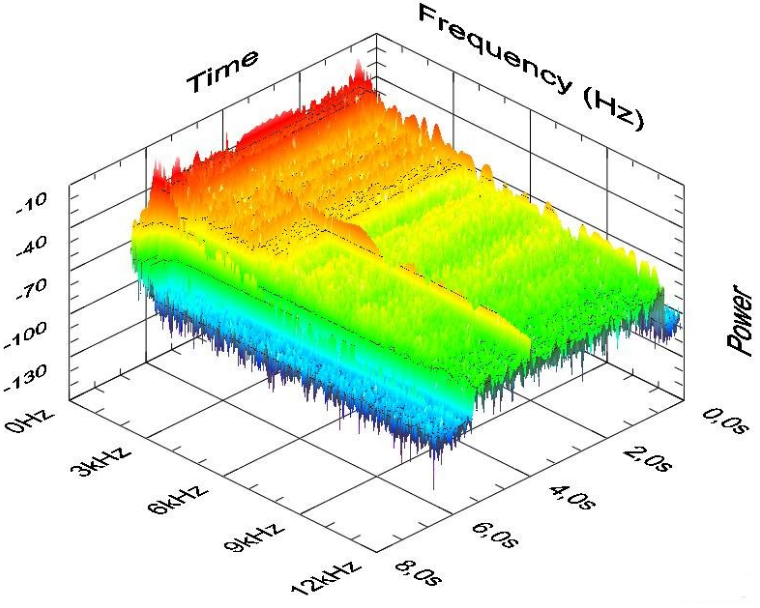 Frequency (Hz)
Time
-10
-40
-70
-100
-130
Power
0Hz
3kHz
6kHz
9kHz
12kHz
0,0s
2,0s
4,0s
6,0s
8,0s